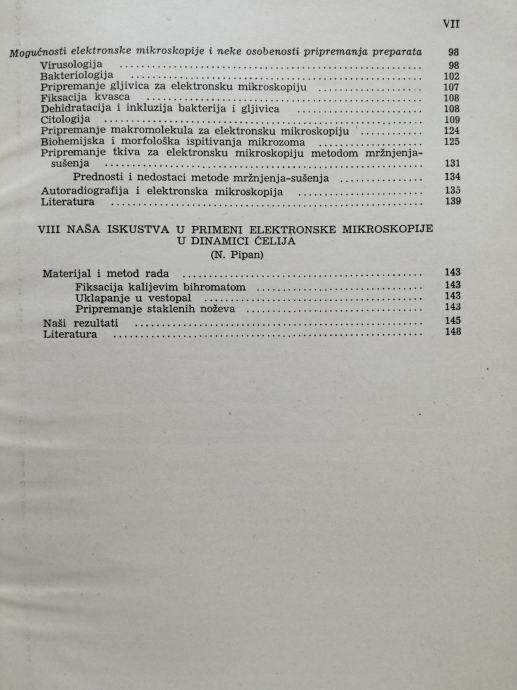 VII
Mogućnosti elektronske mikroskopije i neke osobenosti pripremanja preparata 98
Virusologija 98
Bakteriologija 102
Pripremanje gljivica za elektronsku mikroskopiju 107
Fiksacija kvasca 108
Dehidratacija i inkluzija bakterija i gljivica 108
Citologija 109
Pripremanje makromolekula za elektronsku mikroskopiju 124
Biohemijska i morfološka ispitivanja mikrozoma 125
Pripremanje tkiva za elektronsku mikroskopiju metodom mržnjenja-
sušenja 131
Prednosti i nedostaci metode mržnjenja-sušenja 134
Autoradiografija i elektronska mikroskopija 135
Literatura 139
VIII NAŠA ISKUSTVA U PRIMENI ELEKTRONSKE MIKROSKOPIJE
U DINAMICI ĆELIJA
(N. Pipan)
Materijal i metod rada 143
Fiksacija kalijevim bihromatom 143
Uklapanje u vestopal 143
Pripremanje staklenih noževa 143
Naši rezultati 145
Literatura 148